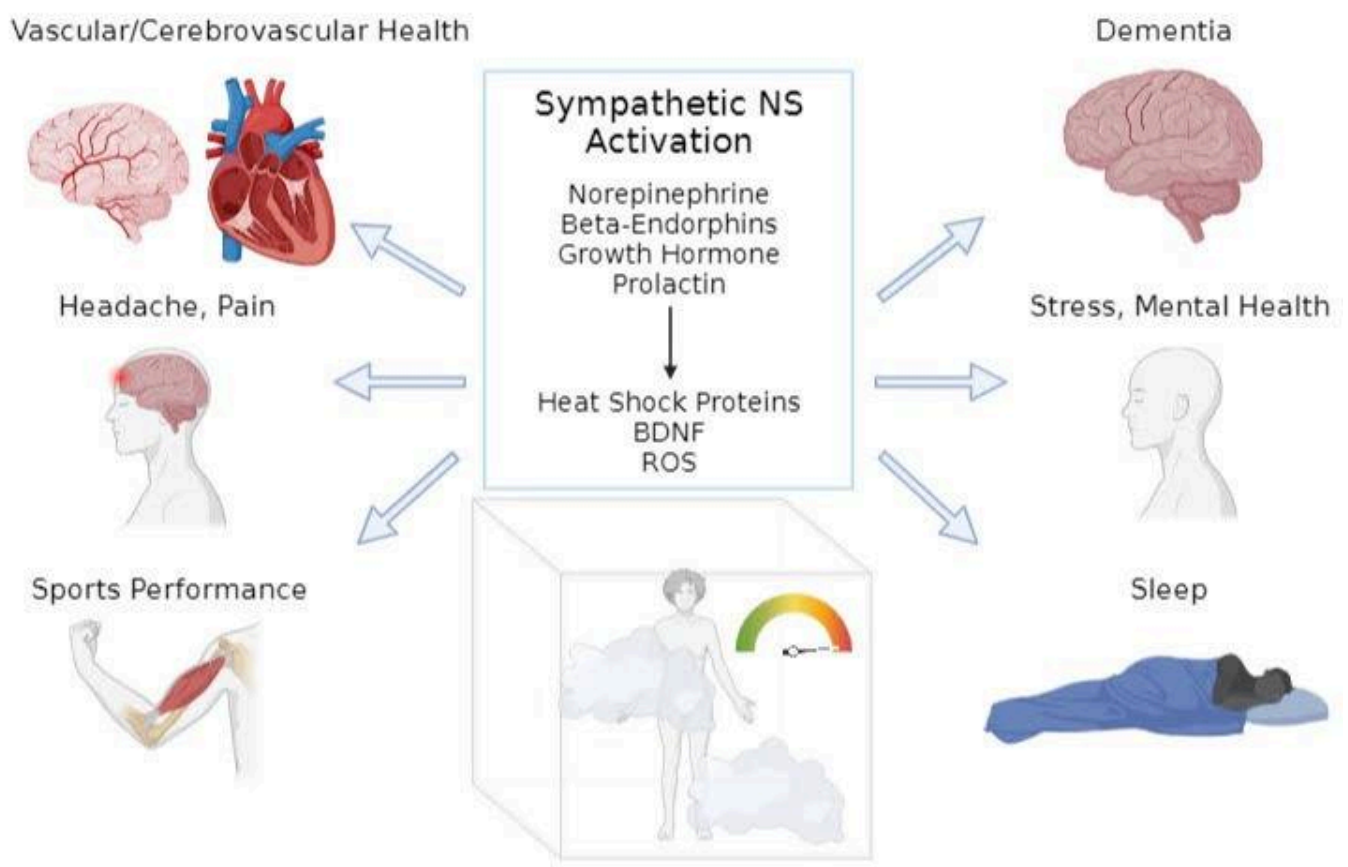 Vascular/Cerebrovascular Health
Dementia
Sympathetic NS
Activation
Norepinephrine
Beta-Endorphins
Growth Hormone
Prolactin
Heat Shock Proteins
BDNF
ROS
Headache, Pain
Stress, Mental Health
Sports Performance
Sleep